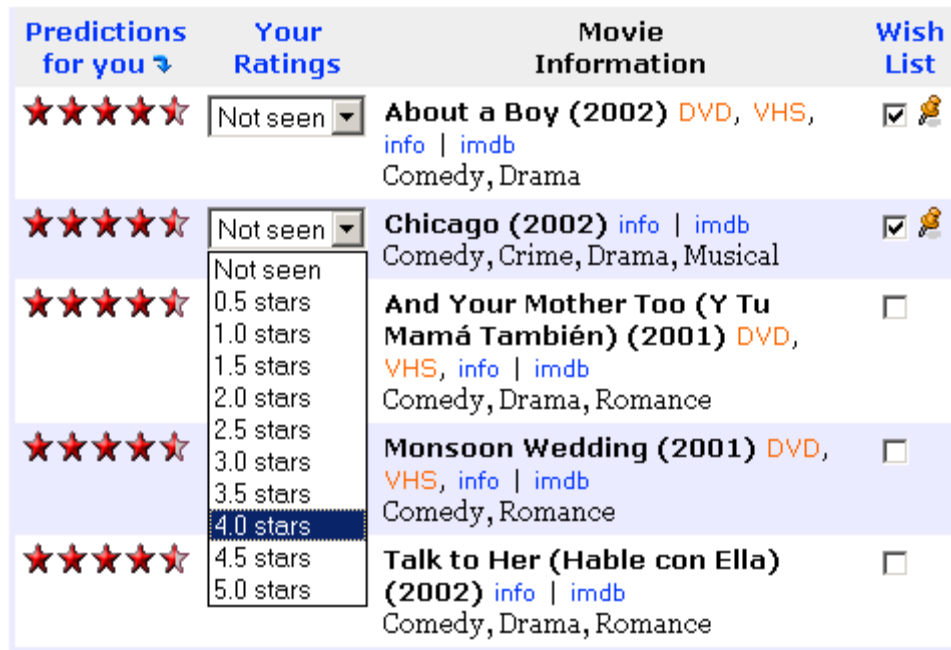 Predictions for you
Your Ratings
Movie Information
Wish List
Not seen
About a Boy (2002) DVD, VHS,
info | imdb
Comedy, Drama
Not seen
Chicago (2002) info | imdb
Comedy, Crime, Drama, Musical
Not seen
0.5 stars
1.0 stars
1.5 stars
2.0 stars
2.5 stars
3.0 stars
3.5 stars
4.0 stars
4.5 stars
5.0 stars
And Your Mother Too (Y Tu
Mamá También) (2001) DVD,
VHS, info | imdb
Comedy, Drama, Romance
Monsoon Wedding (2001) DVD,
VHS, info | imdb
Comedy, Romance
Talk to Her (Hable con Ella)
(2002) info | imdb
Comedy, Drama, Romance